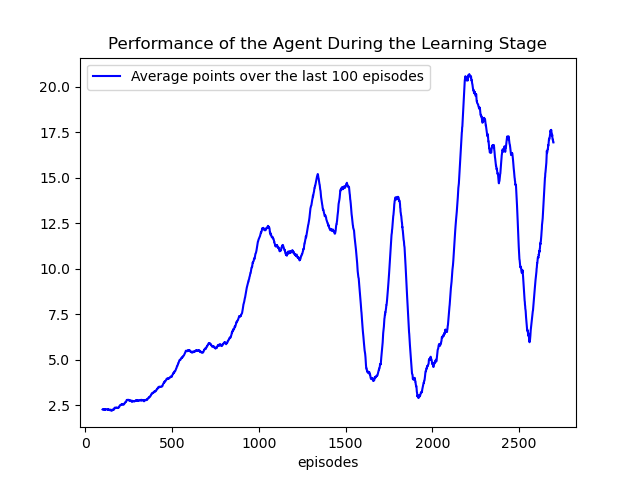 Performance of the Agent During the Learning Stage
Average points over the last 100 episodes
20.0
17.5
15.0
12.5
10.0
7.5
5.0
2.5
0 500 1000 1500 2000 2500
episodes